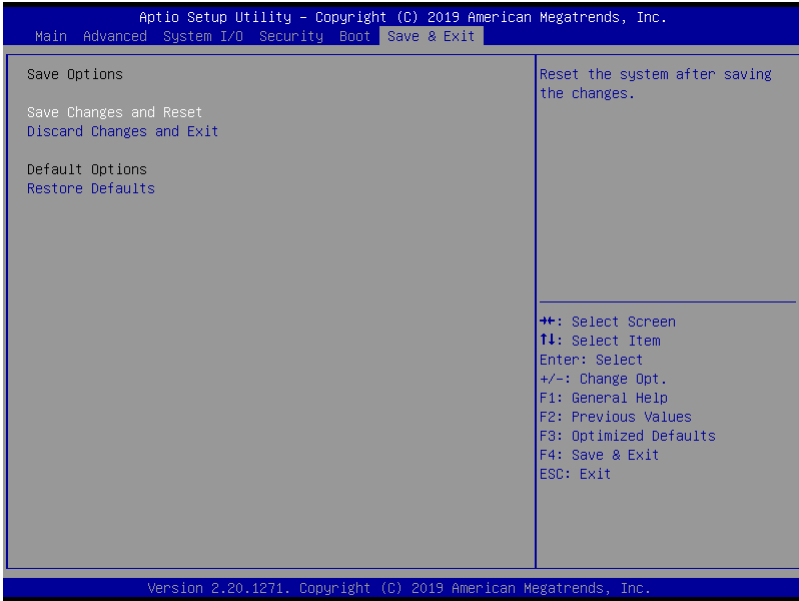 Aptio Setup Utility – Copyright (C) 2019 American Megatrends, Inc.
Main Advanced System I/O Security Boot Save & Exit
Save Options
Save Changes and Reset
Discard Changes and Exit
Default Options
Restore Defaults
Reset the system after saving
the changes.
→←: Select Screen
↑↓: Select Item
Enter: Select
+/-: Change Opt.
F1: General Help
F2: Previous Values
F3: Optimized Defaults
F4: Save & Exit
ESC: Exit
Version 2.20.1271. Copyright (C) 2019 American Megatrends, Inc.